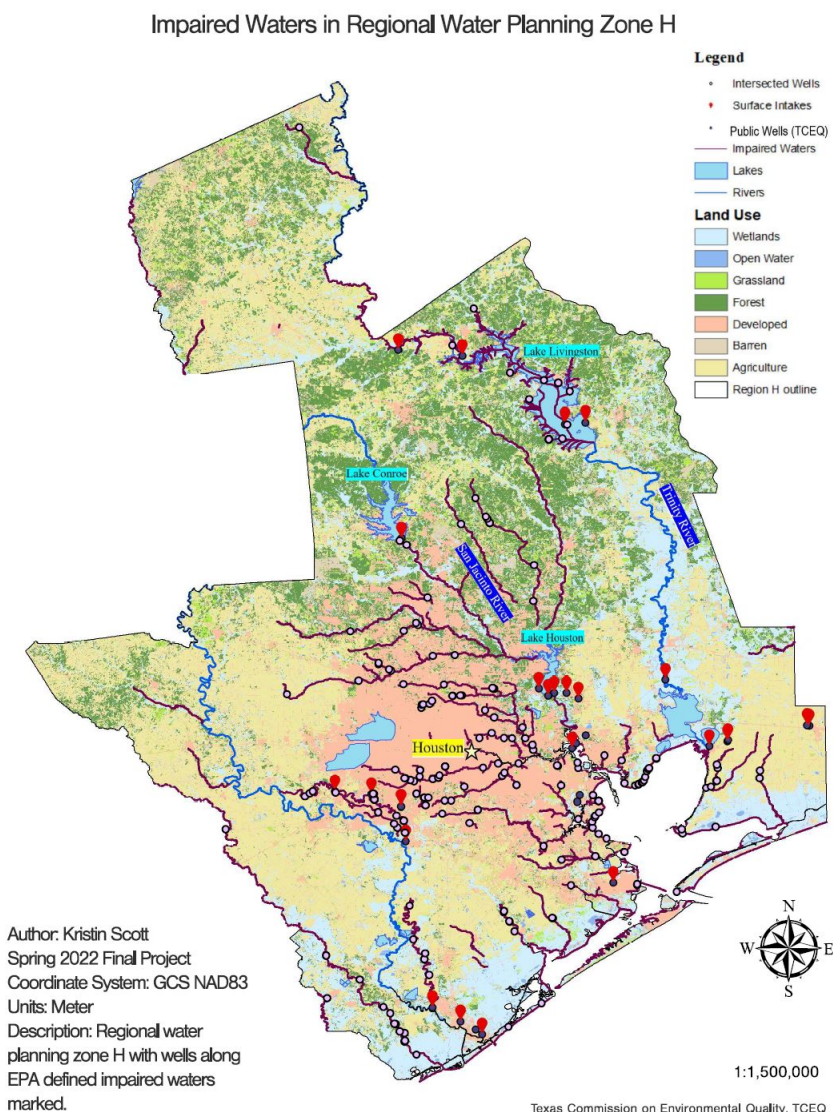 Impaired Waters in Regional Water Planning Zone H
Legend
Intersected Wells
Surface Intakes
Public Wells (TCEQ)
Impaired Waters
Lakes
Rivers
Land Use
Wetlands
Open Water
Grassland
Forest
Developed
Barren
Agriculture
Region H outline
Lake Livingston
Lake Conroe
Trinity River
San Jacinto River
Lake Houston
Houston
N
W E
S
Author: Kristin Scott
Spring 2022 Final Project
Coordinate System: GCS NAD83
Units: Meter
Description: Regional water
planning zone H with wells along
EPA defined impaired waters
marked.
1:1,500,000
Texas Commission on Environmental Quality, TCEQ